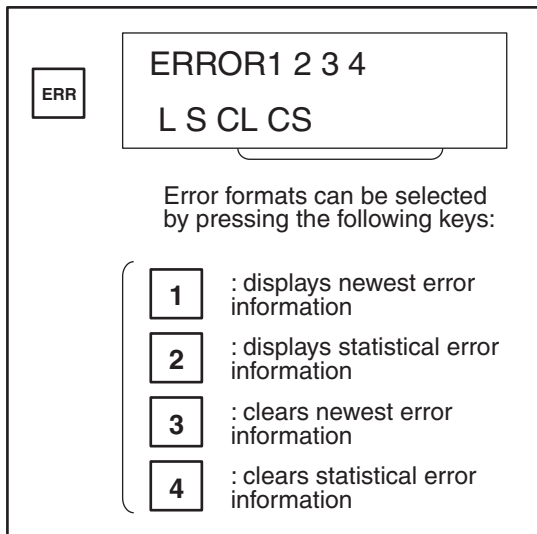 ERR
ERROR1 2 3 4
L S CL CS
Error formats can be selected
by pressing the following keys:
1 : displays newest error
information
2 : displays statistical error
information
3 : clears newest error
information
4 : clears statistical error
information